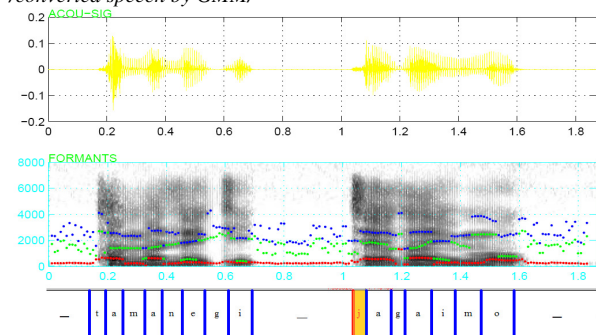 (converted speech by GMM)
ACOU-SIG
0.2
0.1
0
-0.1
-0.2
0 0.2 0.4 0.6 0.8 1 1.2 1.4 1.6 1.8
FORMANTS
8000
6000
4000
2000
0
0 0.2 0.4 0.6 0.8 1 1.2 1.4 1.6 1.8
_ t a m a n e g i _ j a g a i m o _